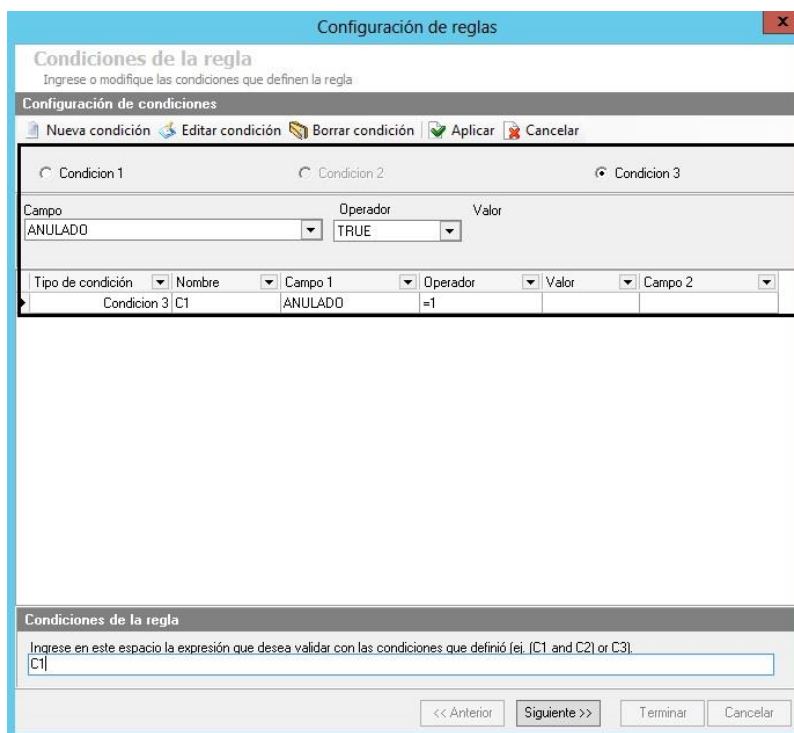 Configuración de reglas
x
Condiciones de la regla
Ingrese o modifique las condiciones que definen la regla
Configuración de condiciones
Nueva condición Editar condición Borrar condición Aplicar Cancelar
Condicion 1 Condicion 2 Condicion 3
Campo Operador Valor
ANULADO TRUE
Tipo de condición Nombre Campo 1 Operador Valor Campo 2
Condicion 3 C1 ANULADO =1
Condiciones de la regla
Ingrese en este espacio la expresión que desea validar con las condiciones que definió (ej. (C1 and C2) or C3).
C1
<< Anterior Siguiente >> Terminar Cancelar